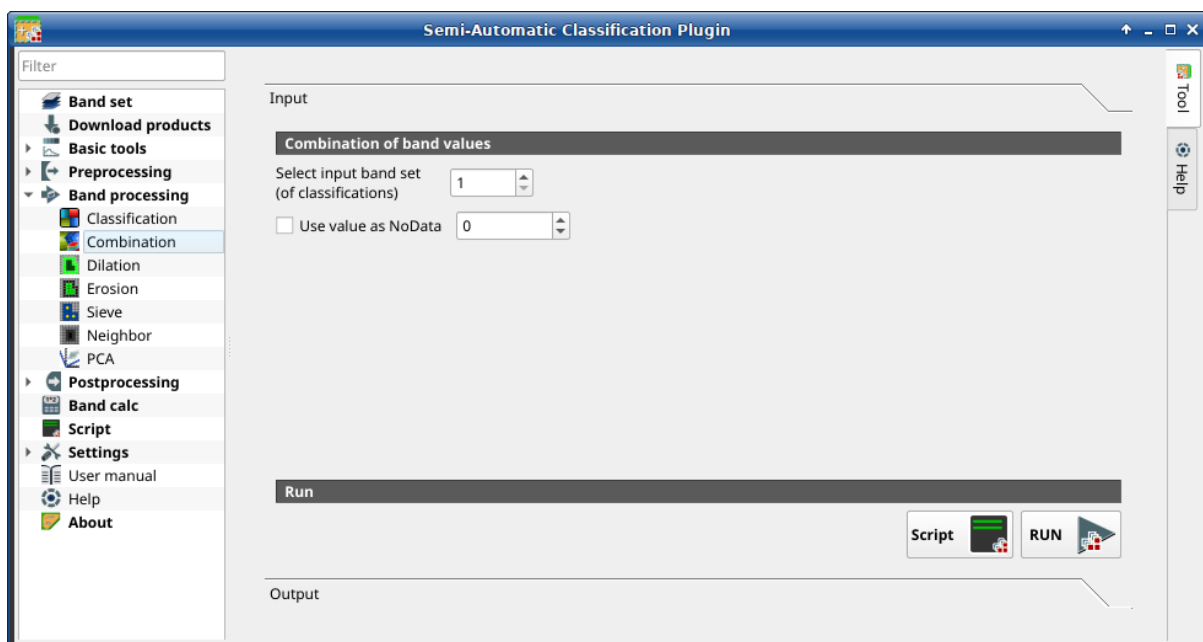 Semi-Automatic Classification Plugin
Filter
Band set
Download products
Basic tools
Preprocessing
Band processing
Classification
Combination
Dilation
Erosion
Sieve
Neighbor
PCA
Postprocessing
Band calc
Script
Settings
User manual
Help
About
Input
Combination of band values
Select input band set
(of classifications)
1
Use value as NoData
0
Run
Script
RUN
Output
Tool
Help